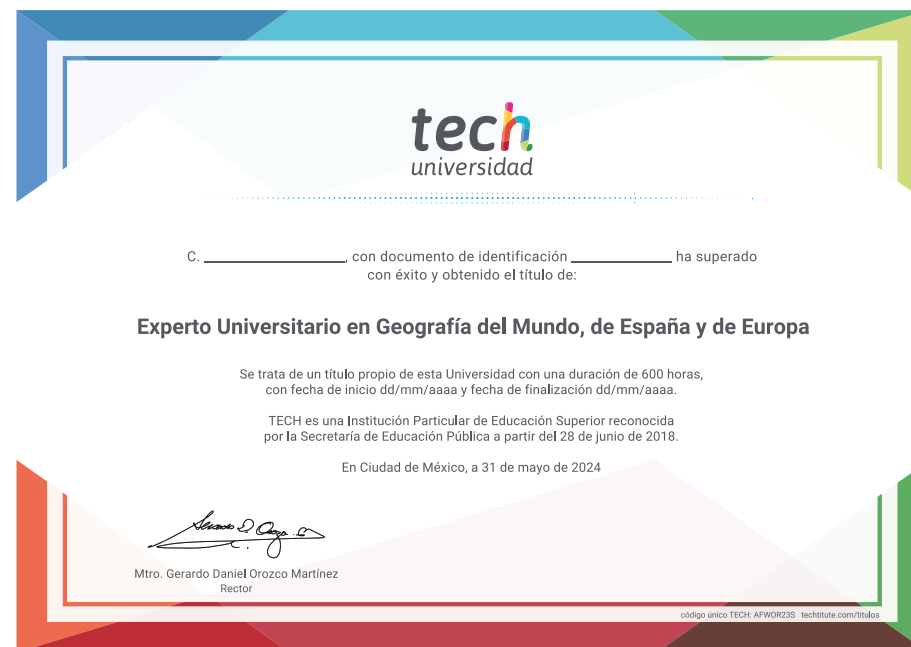 tech
universidad
C. ____________, con documento de identificación ____________ ha superado
con éxito y obtenido el título de:
Experto Universitario en Geografía del Mundo, de España y de Europa
Se trata de un título propio de esta Universidad con una duración de 600 horas,
con fecha de inicio dd/mm/aaaa y fecha de finalización dd/mm/aaaa.
TECH es una Institución Particular de Educación Superior reconocida
por la Secretaría de Educación Pública a partir del 28 de junio de 2018.
En Ciudad de México, a 31 de mayo de 2024
Mtro. Gerardo Daniel Orozco Martínez
Rector
código único TECH: AFWOR23S techtitute.com/titulos